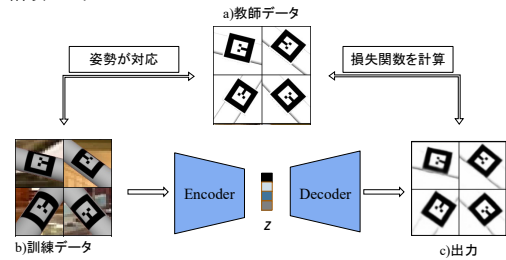 a)教師データ
姿勢が対応
損失関数を計算
Encoder
Decoder
z
b)訓練データ
c)出力